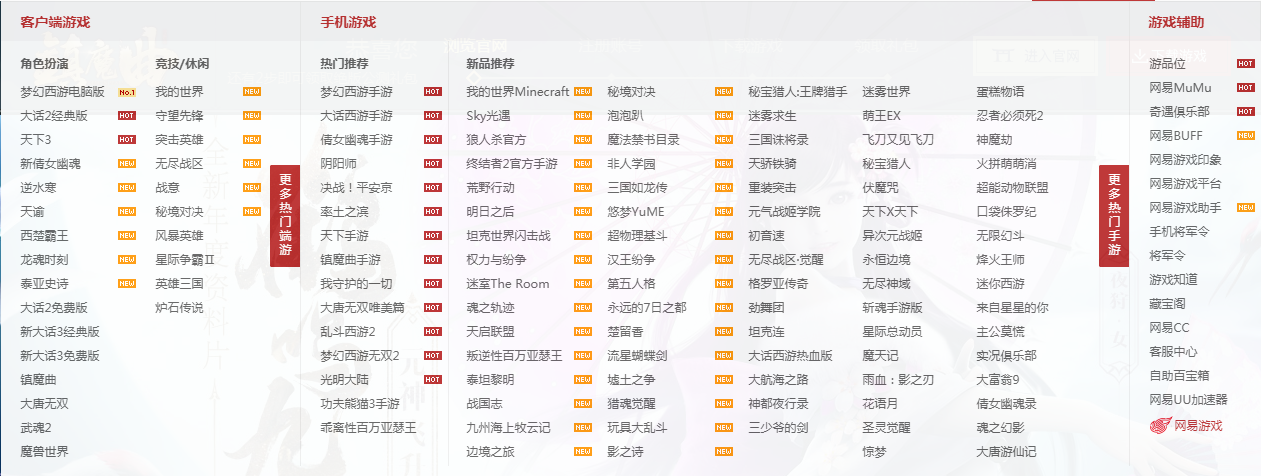 客户端游戏
角色扮演
梦幻西游电脑版 No.1
大话2经典版 HOT
天下3 HOT
新倩女幽魂 NEW
逆水寒 NEW
天谕 NEW
西楚霸王 NEW
龙魂时刻 NEW
泰亚史诗 NEW
大话2免费版
新大话3经典版
新大话3免费版
镇魔曲
大唐无双
武魂2
魔兽世界
竞技/休闲
我的世界 NEW
守望先锋 NEW
突击英雄 NEW
无尽战区 NEW
战意 NEW
秘境对决 NEW
风暴英雄
星际争霸Ⅱ
英雄三国
炉石传说
更多热门端游
手机游戏
热门推荐
梦幻西游手游 HOT
大话西游手游 HOT
倩女幽魂手游 HOT
阴阳师 HOT
决战！平安京 HOT
率土之滨 HOT
天下手游 HOT
镇魔曲手游 HOT
我守护的一切 HOT
大唐无双唯美篇 HOT
乱斗西游2 HOT
梦幻西游无双2 HOT
光明大陆 HOT
功夫熊猫3手游
乖离性百万亚瑟王
新品推荐
我的世界Minecraft NEW
Sky光遇 NEW
狼人杀官方 NEW
终结者2官方手游 NEW
荒野行动 NEW
明日之后 NEW
坦克世界闪击战 NEW
权力与纷争 NEW
迷室The Room NEW
魂之轨迹 NEW
天启联盟 NEW
叛逆性百万亚瑟王 NEW
泰坦黎明 NEW
战国志 NEW
九州海上牧云记 NEW
边境之旅 NEW
秘境对决 NEW
泡泡趴 NEW
魔法禁书目录 NEW
非人学园 NEW
三国如龙传 NEW
悠梦YuME NEW
超物理基斗 NEW
汉王纷争 NEW
第五人格 NEW
永远的7日之都 NEW
楚留香 NEW
流星蝴蝶剑 NEW
墟土之争 NEW
猎魂觉醒 NEW
玩具大乱斗 NEW
影之诗 NEW
秘宝猎人:王牌猎手
迷雾求生
三国诛将录
天骄铁骑
重装突击
元气战姬学院
初音速
无尽战区·觉醒
格罗亚传奇
劲舞团
坦克连
大话西游热血版
大航海之路
神都夜行录
三少爷的剑
迷雾世界
萌王EX
飞刀又见飞刀
秘宝猎人
伏魔咒
天下X天下
异次元战姬
永恒边境
无尽神域
斩魂手游版
星际总动员
魔天记
雨血：影之刃
花语月
圣灵觉醒
惊梦
蛋糕物语
忍者必须死2
神魔劫
火拼萌萌消
超能动物联盟
口袋侏罗纪
无限幻斗
烽火王师
迷你西游
来自星星的你
主公莫慌
实况俱乐部
大富翁9
倩女幽魂录
魂之幻影
大唐游仙记
更多热门手游
游戏辅助
游品位 HOT
网易MuMu HOT
奇遇俱乐部 HOT
网易BUFF NEW
网易游戏印象
网易游戏平台
网易游戏助手 NEW
手机将军令
将军令
游戏知道
藏宝阁
网易CC
客服中心
自助百宝箱
网易UU加速器
网易游戏